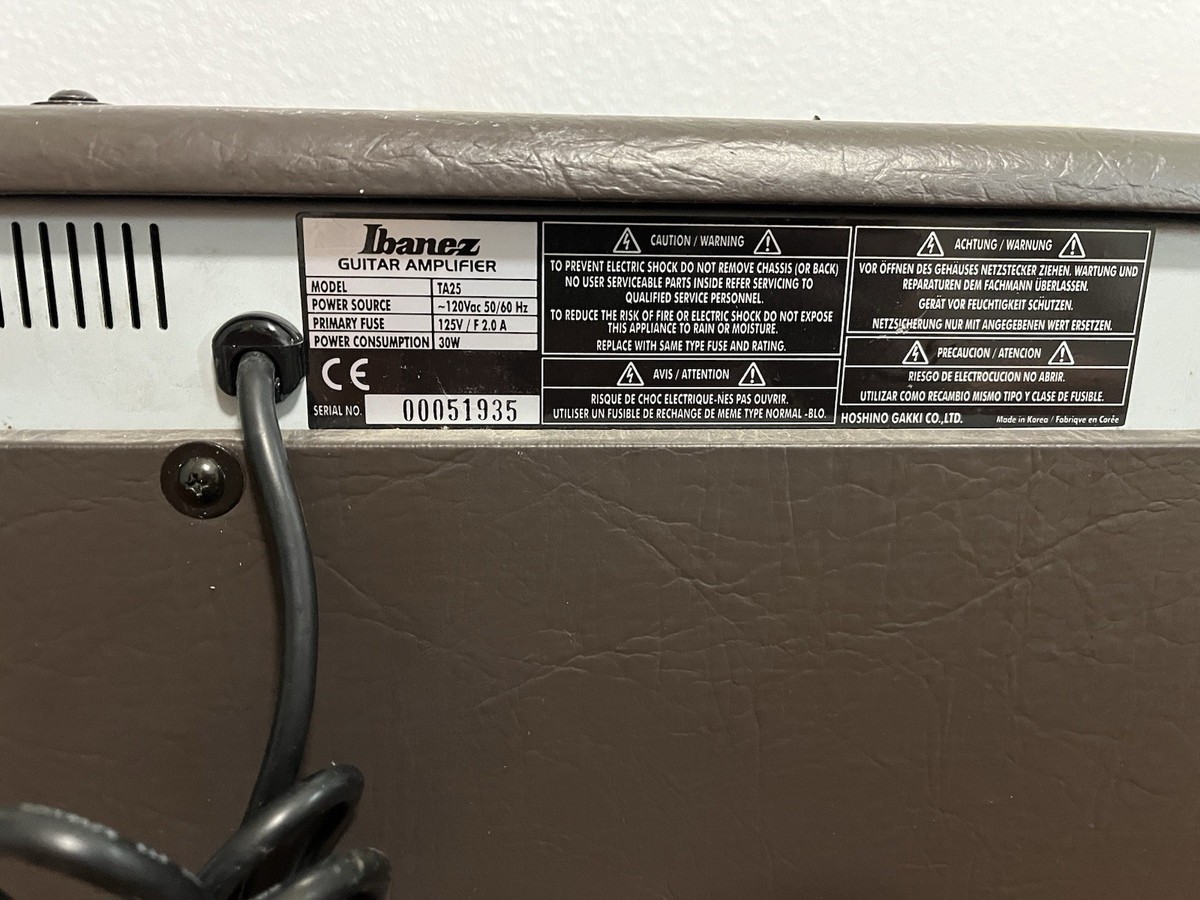 Ibanez
GUITAR AMPLIFIER
MODEL TA25
POWER SOURCE ~120Vac 50/60 Hz
PRIMARY FUSE 125V / F 2.0 A
POWER CONSUMPTION 30W
CE
SERIAL NO. 00051935
CAUTION / WARNING
TO PREVENT ELECTRIC SHOCK DO NOT REMOVE CHASSIS (OR BACK)
NO USER SERVICEABLE PARTS INSIDE REFER SERVICING TO
QUALIFIED SERVICE PERSONNEL.
TO REDUCE THE RISK OF FIRE OR ELECTRIC SHOCK DO NOT EXPOSE
THIS APPLIANCE TO RAIN OR MOISTURE.
REPLACE WITH SAME TYPE FUSE AND RATING.
AVIS / ATTENTION
RISQUE DE CHOC ELECTRIQUE-NES PAS OUVRIR.
UTILISER UN FUSIBLE DE RECHANGE DE MEME TYPE NORMAL -BLO.
ACHTUNG / WARNUNG
VOR ÖFFNEN DES GEHÄUSES NETZSTECKER ZIEHEN. WARTUNG UND
REPARATUREN DEM FACHMANN ÜBERLASSEN.
GERÄT VOR FEUCHTIGKEIT SCHÜTZEN.
NETZSICHERUNG NUR MIT ANGEGEBENEN WERT ERSETZEN.
PRECAUCION / ATENCION
RIESGO DE ELECTROCUCION NO ABRIR.
UTILIZAR CÓMO RECAMBIO MISMO TIPO Y CLASE DE FUSIBLE.
HOSHINO GAKKI CO.,LTD. Made in Korea / Fabriqve en Corée